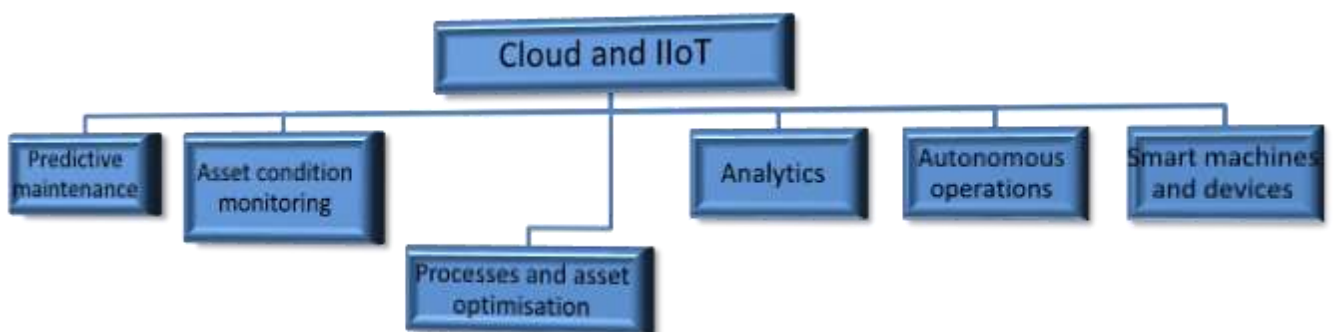 Cloud and IIoT
Predictive
maintenance
Asset condition
monitoring
Processes and asset
optimisation
Analytics
Autonomous
operations
Smart machines
and devices